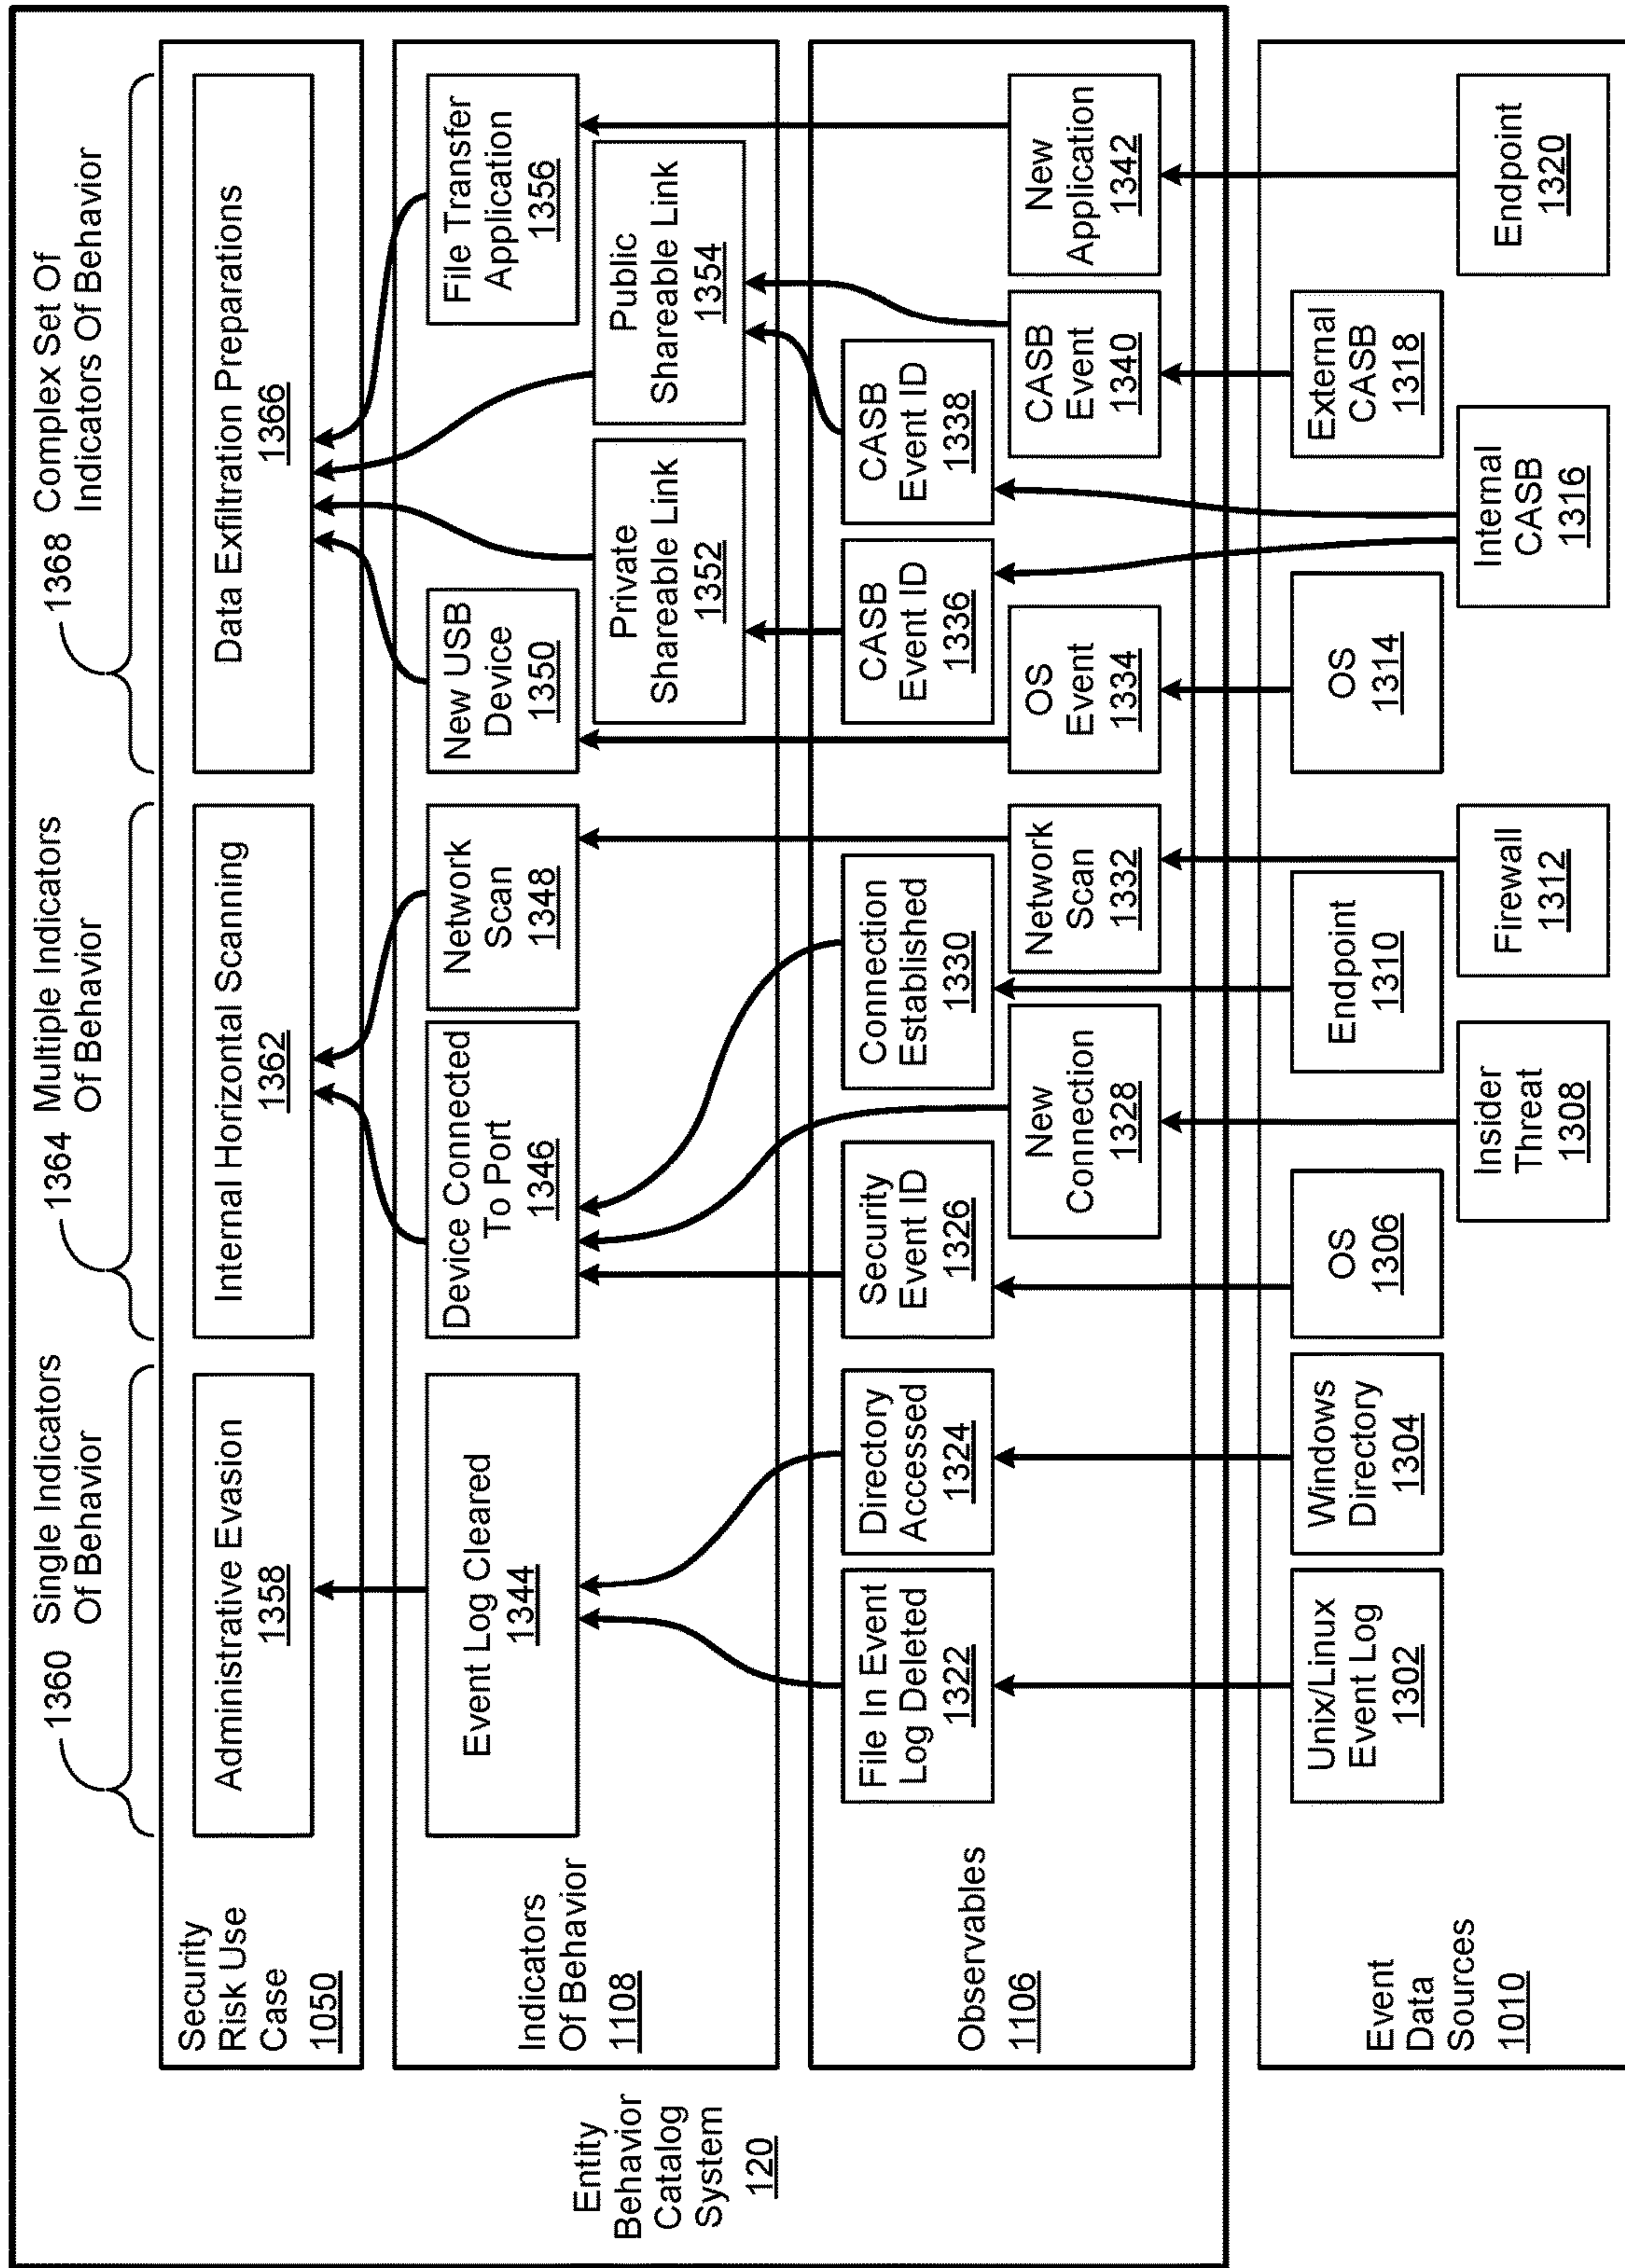 1360
Single Indicators
Of Behavior
1364
Multiple Indicators
Of Behavior
1368
Complex Set Of
Indicators Of Behavior
Security
Risk Use
Case
1050
Administrative Evasion
1358
Internal Horizontal Scanning
1362
Data Exfiltration Preparations
1366
Entity
Behavior
Catalog
System
120
Indicators
Of Behavior
1108
Event Log Cleared
1344
Device Connected
To Port
1346
Network
Scan
1348
New USB
Device
1350
Private
Shareable Link
1352
Public
Shareable Link
1354
File Transfer
Application
1356
Observables
1106
File In Event
Log Deleted
1322
Directory
Accessed
1324
Security
Event ID
1326
New
Connection
1328
Connection
Established
1330
Network
Scan
1332
OS
Event
1334
CASB
Event ID
1336
CASB
Event ID
1338
CASB
Event
1340
New
Application
1342
Event
Data
Sources
1010
Unix/Linux
Event Log
1302
Windows
Directory
1304
OS
1306
Insider
Threat
1308
Endpoint
1310
Firewall
1312
OS
1314
Internal
CASB
1316
External
CASB
1318
Endpoint
1320